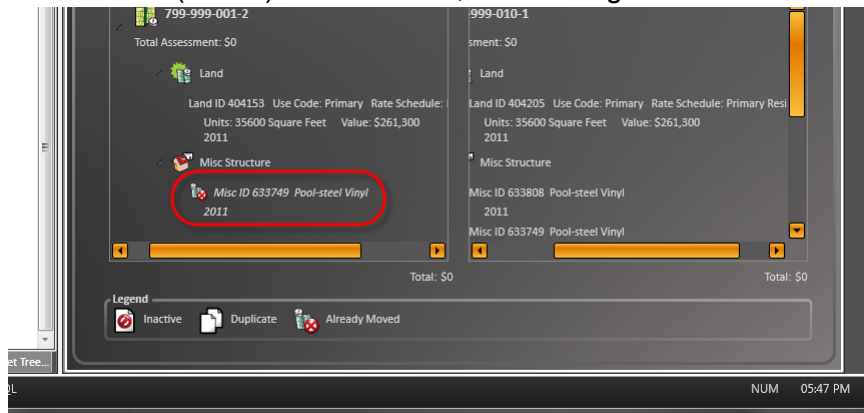 799-999-001-2
Total Assessment: $0
Land
Land ID 404153 Use Code: Primary Rate Schedule:
Units: 35600 Square Feet Value: $261,300
2011
Misc Structure
Misc ID 633749 Pool-steel Vinyl
2011
Total: $0
-999-010-1
sment: $0
Land
Land ID 404205 Use Code: Primary Rate Schedule: Primary Resi
Units: 35600 Square Feet Value: $261,300
2011
Misc Structure
Misc ID 633808 Pool-steel Vinyl
2011
Misc ID 633749 Pool-steel Vinyl
Total: $0
Legend
Inactive Duplicate Already Moved
et Tree...
QL NUM 05:47 PM